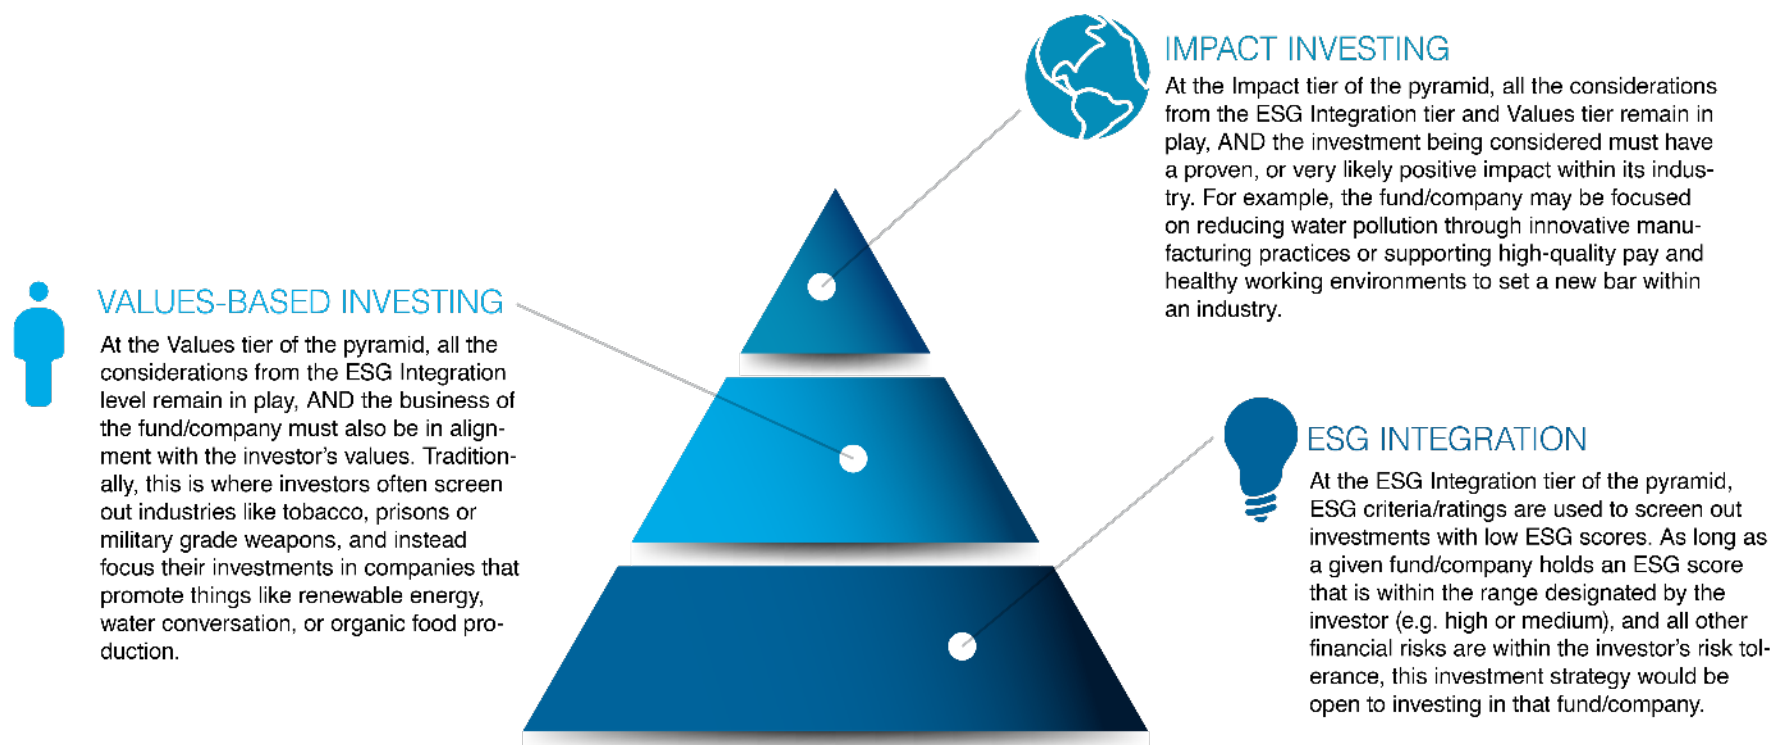 IMPACT INVESTING
At the Impact tier of the pyramid, all the considerations
from the ESG Integration tier and Values tier remain in
play, AND the investment being considered must have
a proven, or very likely positive impact within its indus-
try. For example, the fund/company may be focused
on reducing water pollution through innovative manu-
facturing practices or supporting high-quality pay and
healthy working environments to set a new bar within
an industry.
VALUES-BASED INVESTING
At the Values tier of the pyramid, all the
considerations from the ESG Integration
level remain in play, AND the business of
the fund/company must also be in align-
ment with the investor's values. Tradition-
ally, this is where investors often screen
out industries like tobacco, prisons or
military grade weapons, and instead
focus their investments in companies that
promote things like renewable energy,
water conversation, or organic food pro-
duction.
ESG INTEGRATION
At the ESG Integration tier of the pyramid,
ESG criteria/ratings are used to screen out
investments with low ESG scores. As long as
a given fund/company holds an ESG score
that is within the range designated by the
investor (e.g. high or medium), and all other
financial risks are within the investor's risk tol-
erance, this investment strategy would be
open to investing in that fund/company.